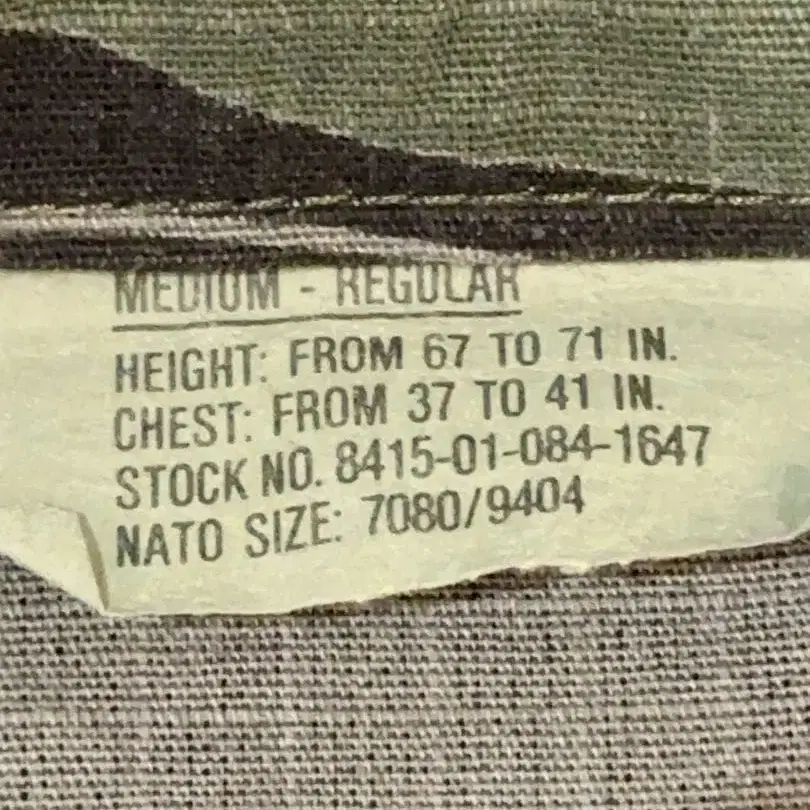 MEDIUM - REGULAR
HEIGHT: FROM 67 TO 71 IN.
CHEST: FROM 37 TO 41 IN.
STOCK NO. 8415-01-084-1647
NATO SIZE: 7080/9404